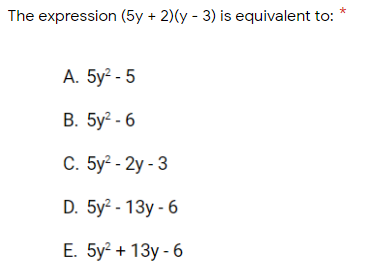 The expression (5y + 2)(y - 3) is equivalent to: *
A. 5y² - 5
B. 5y² - 6
C. 5y² - 2y - 3
D. 5y² - 13y - 6
E. 5y² + 13y - 6